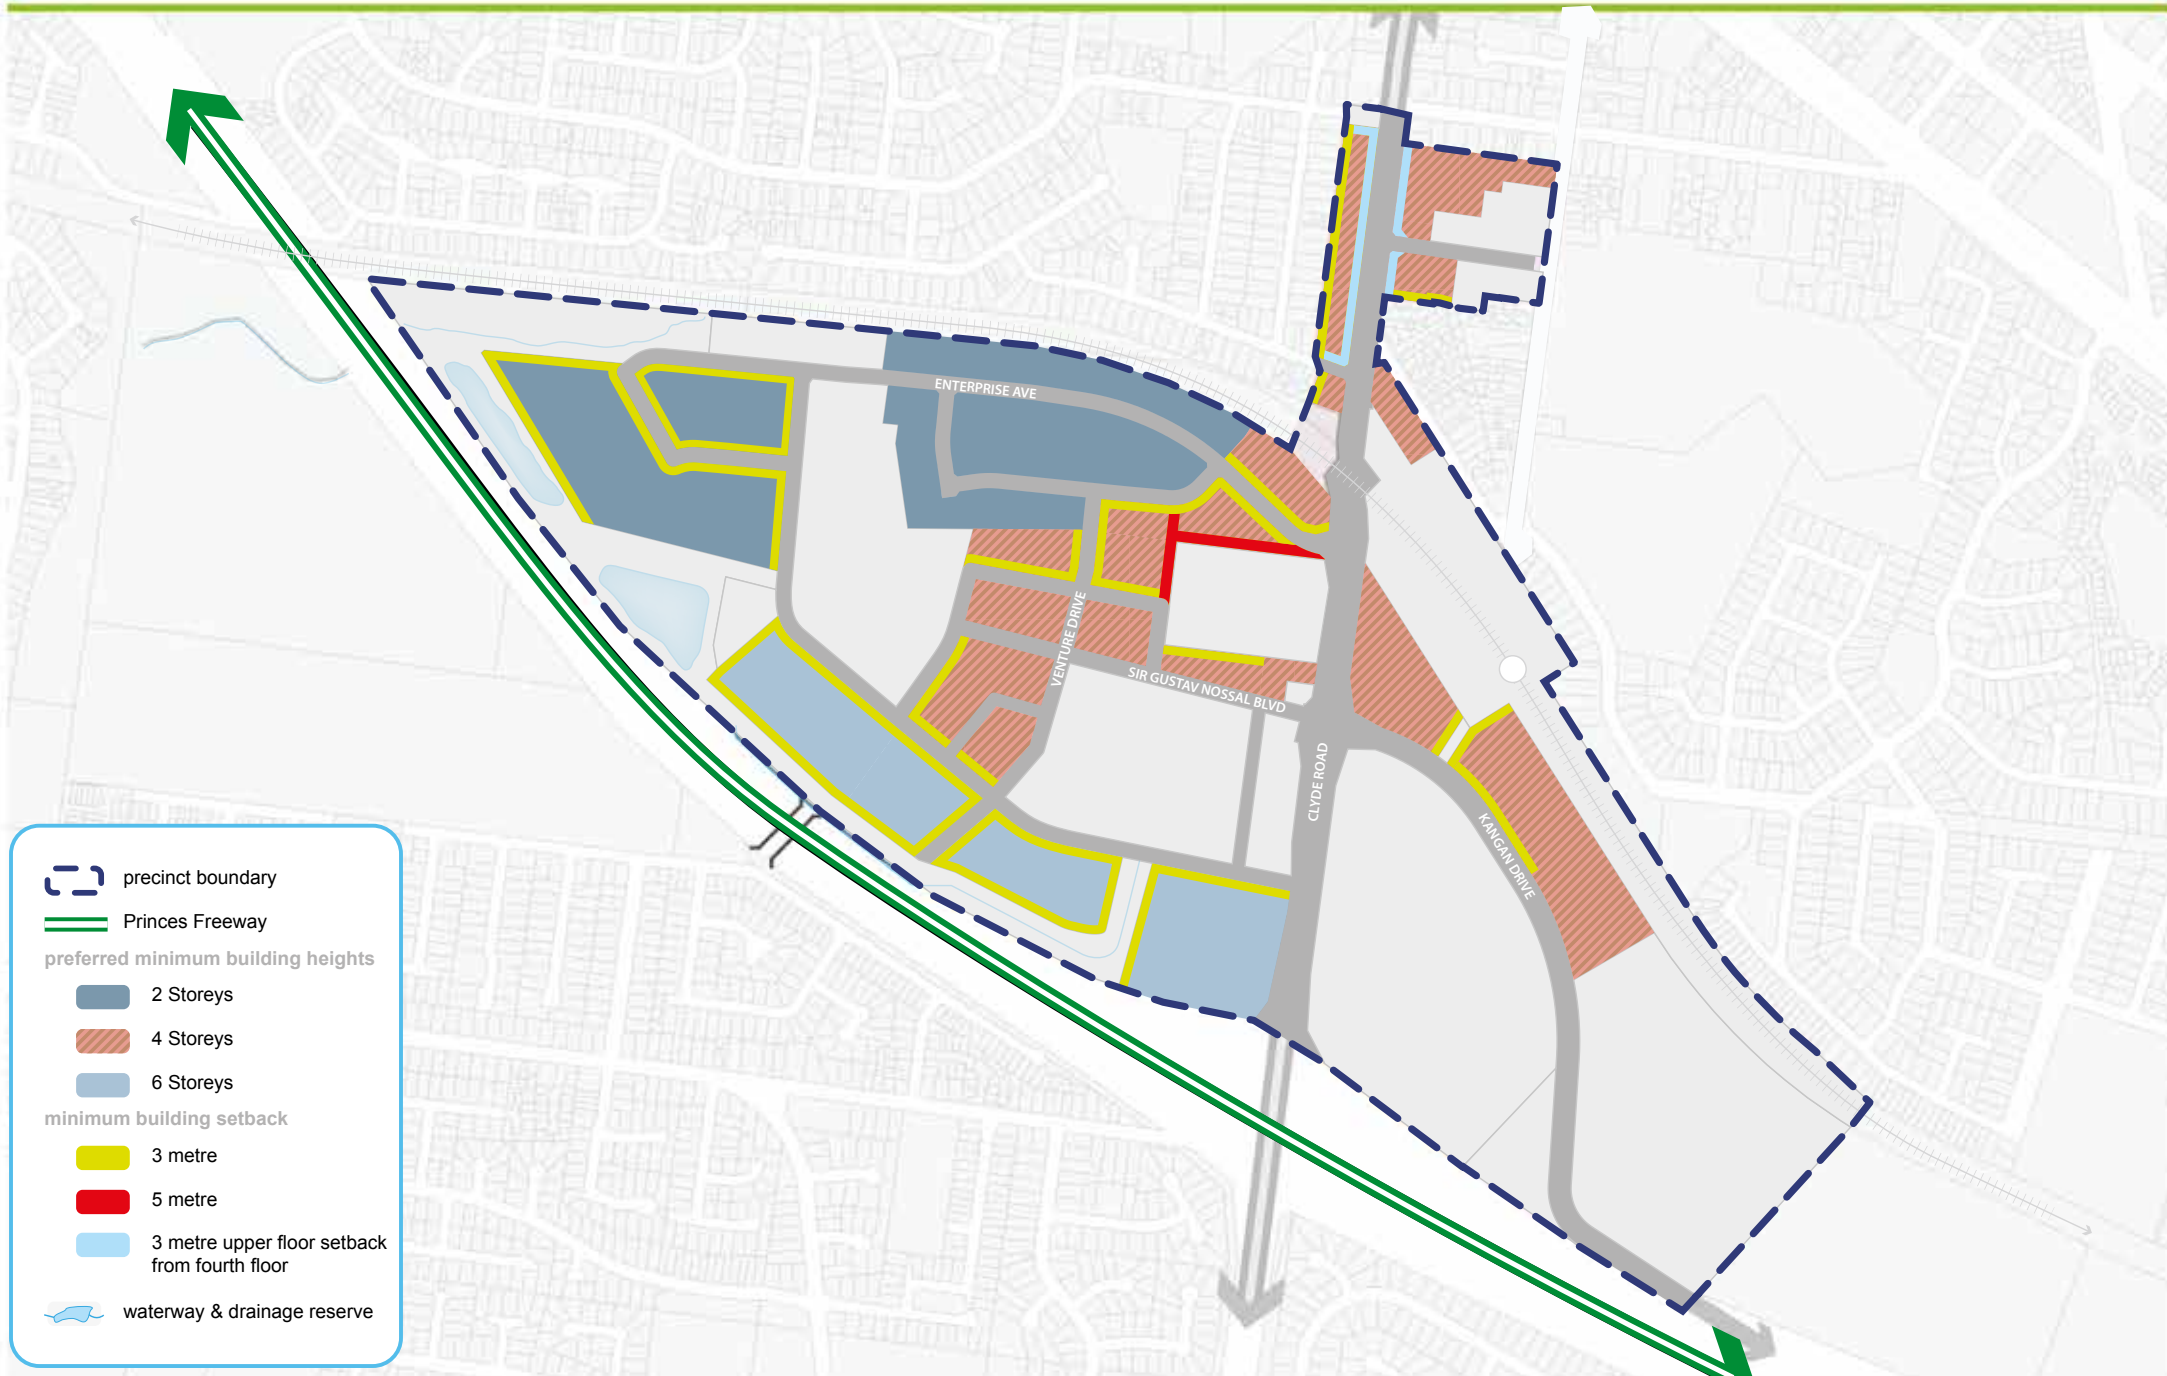 ENTERPRISE AVE
VENTURE DRIVE
SIR GUSTAV NOSSAL BLVD
CLYDE ROAD
KANGAN DRIVE
precinct boundary
Princes Freeway
preferred minimum building heights
2 Storeys
4 Storeys
6 Storeys
minimum building setback
3 metre
5 metre
3 metre upper floor setback
from fourth floor
waterway & drainage reserve